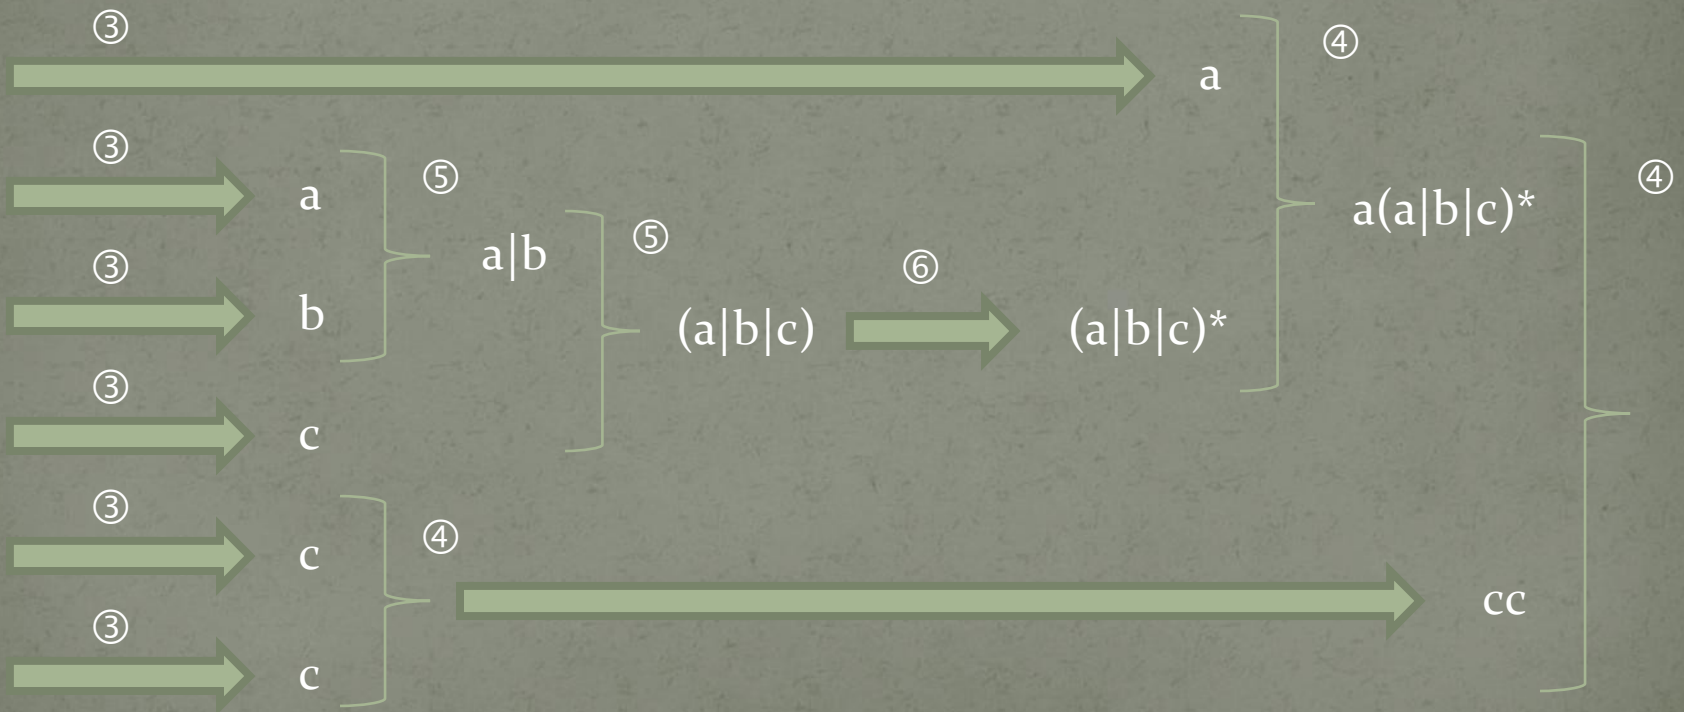 ③
a
④
③
a
⑤
a|b
③
b
⑤
(a|b|c)
⑥
(a|b|c)*
a(a|b|c)*
④
③
c
③
c
④
cc
③
c